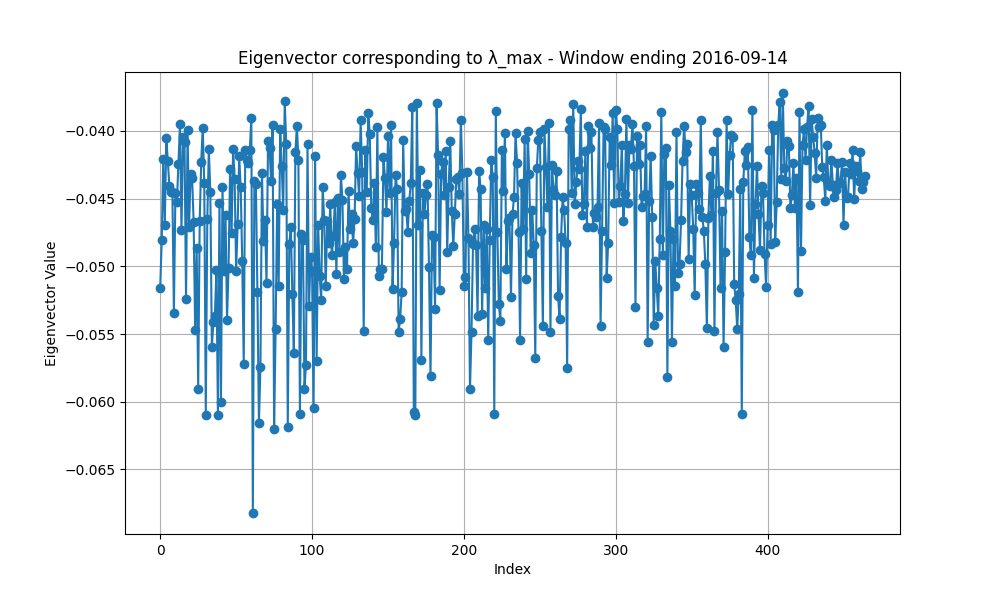 Eigenvector corresponding to λ_max - Window ending 2016-09-14
Eigenvector Value
−0.040
−0.045
−0.050
−0.055
−0.060
−0.065
0 100 200 300 400
Index